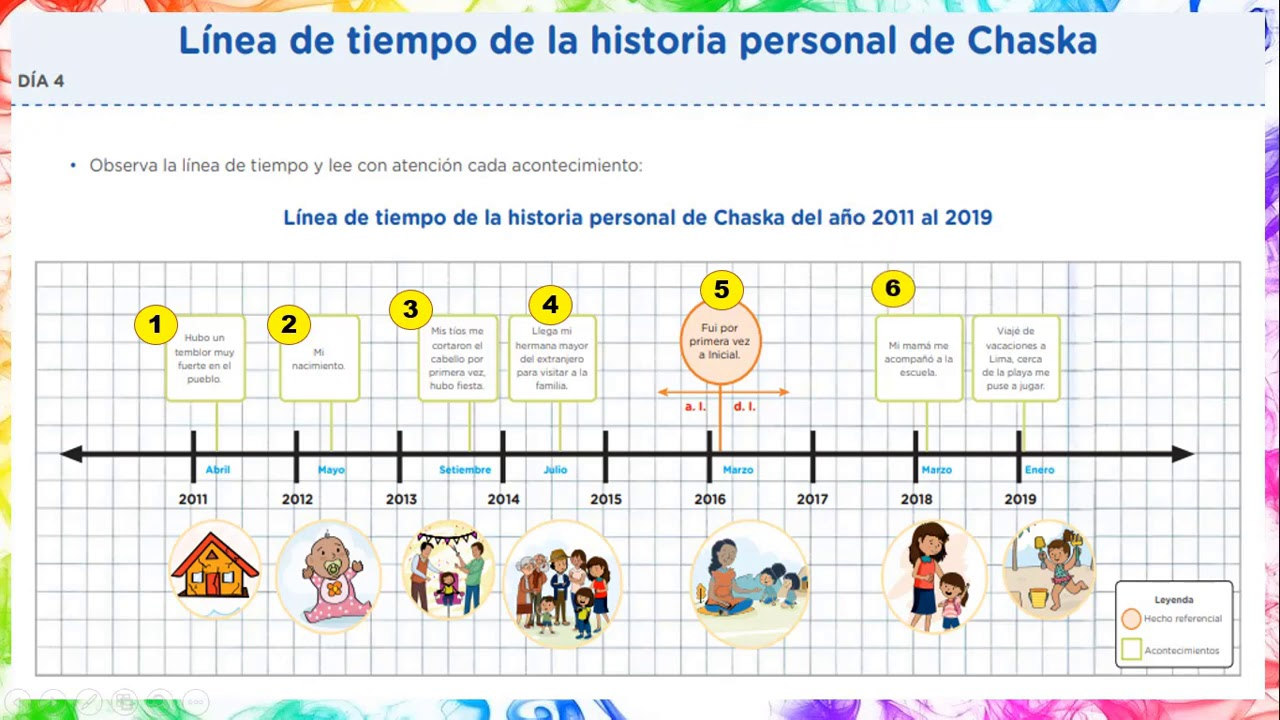 Línea de tiempo de la historia personal de Chaska
DÍA 4
• Observa la línea de tiempo y lee con atención cada acontecimiento:
Línea de tiempo de la historia personal de Chaska del año 2011 al 2019
1
Hubo un
temblor muy
fuerte en el
pueblo.
2
Mi
nacimiento.
3
Mis tíos me
cortaron el
cabello por
primera vez,
hubo fiesta.
4
Llega mi
hermana mayor
del extranjero
para visitar a la
familia.
5
Fui por
primera vez
a Inicial.
a. I. d. I.
6
Mi mamá me
acompañó a la
escuela.
Viajé de
vacaciones a
Lima, cerca
de la playa me
puse a jugar.
Abril Mayo Setiembre Julio Marzo Marzo Enero
2011 2012 2013 2014 2015 2016 2017 2018 2019
Leyenda
Hecho referencial
Acontecimientos